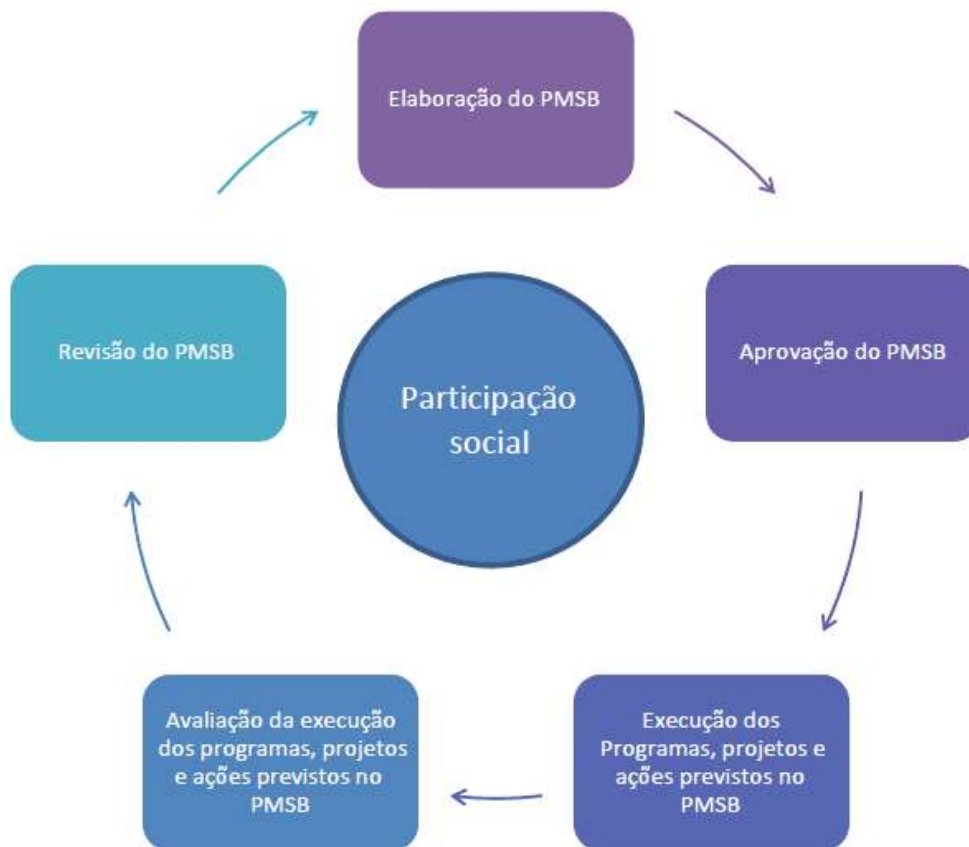 Elaboração do PMSB
Aprovação do PMSB
Execução dos
Programas, projetos e
ações previstos no
PMSB
Avaliação da execução
dos programas, projetos
e ações previstos no
PMSB
Revisão do PMSB
Participação
social